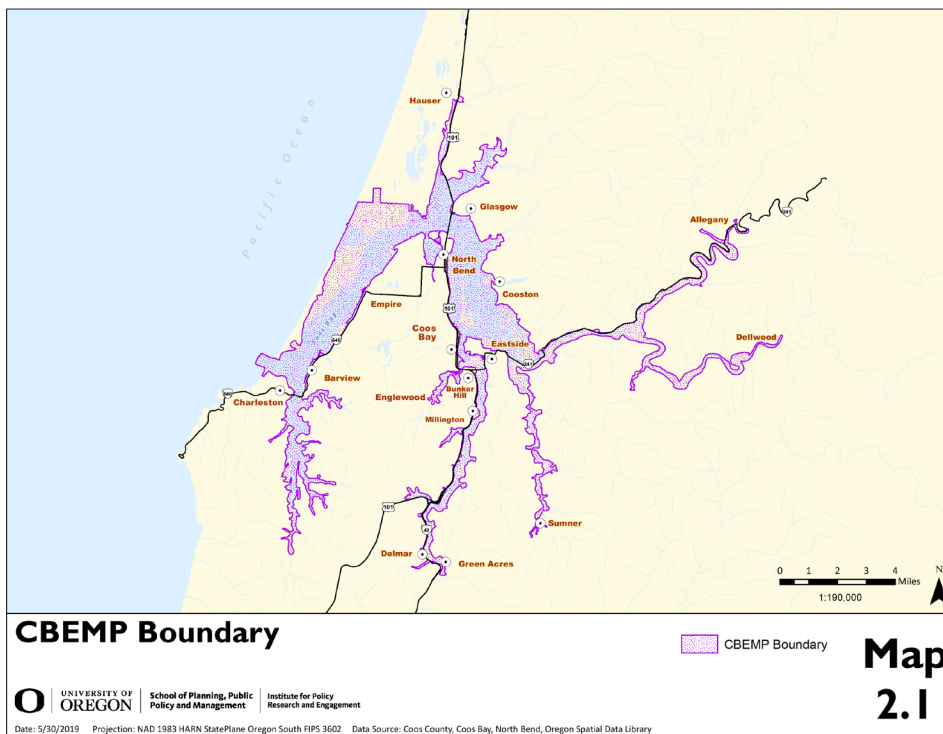 Pacific Ocean
Hauser
101
Glasgow
Allegany
241
North
Bend
Cooston
Empire
101
Coos
Bay
540
Eastside
Dellwood
241
Barview
Bunker
Hill
Englewood
Charleston
540
Millington
101
Sumner
42
Delmar
Green Acres
0 1 2 3 4
Miles
1:190,000
N
CBEMP Boundary
CBEMP Boundary
Map
2.1
O
UNIVERSITY OF
OREGON
School of Planning, Public
Policy and Management
Institute for Policy
Research and Engagement
Date: 5/30/2019 Projection: NAD 1983 HARN StatePlane Oregon South FIPS 3602 Data Source: Coos County, Coos Bay, North Bend, Oregon Spatial Data Library